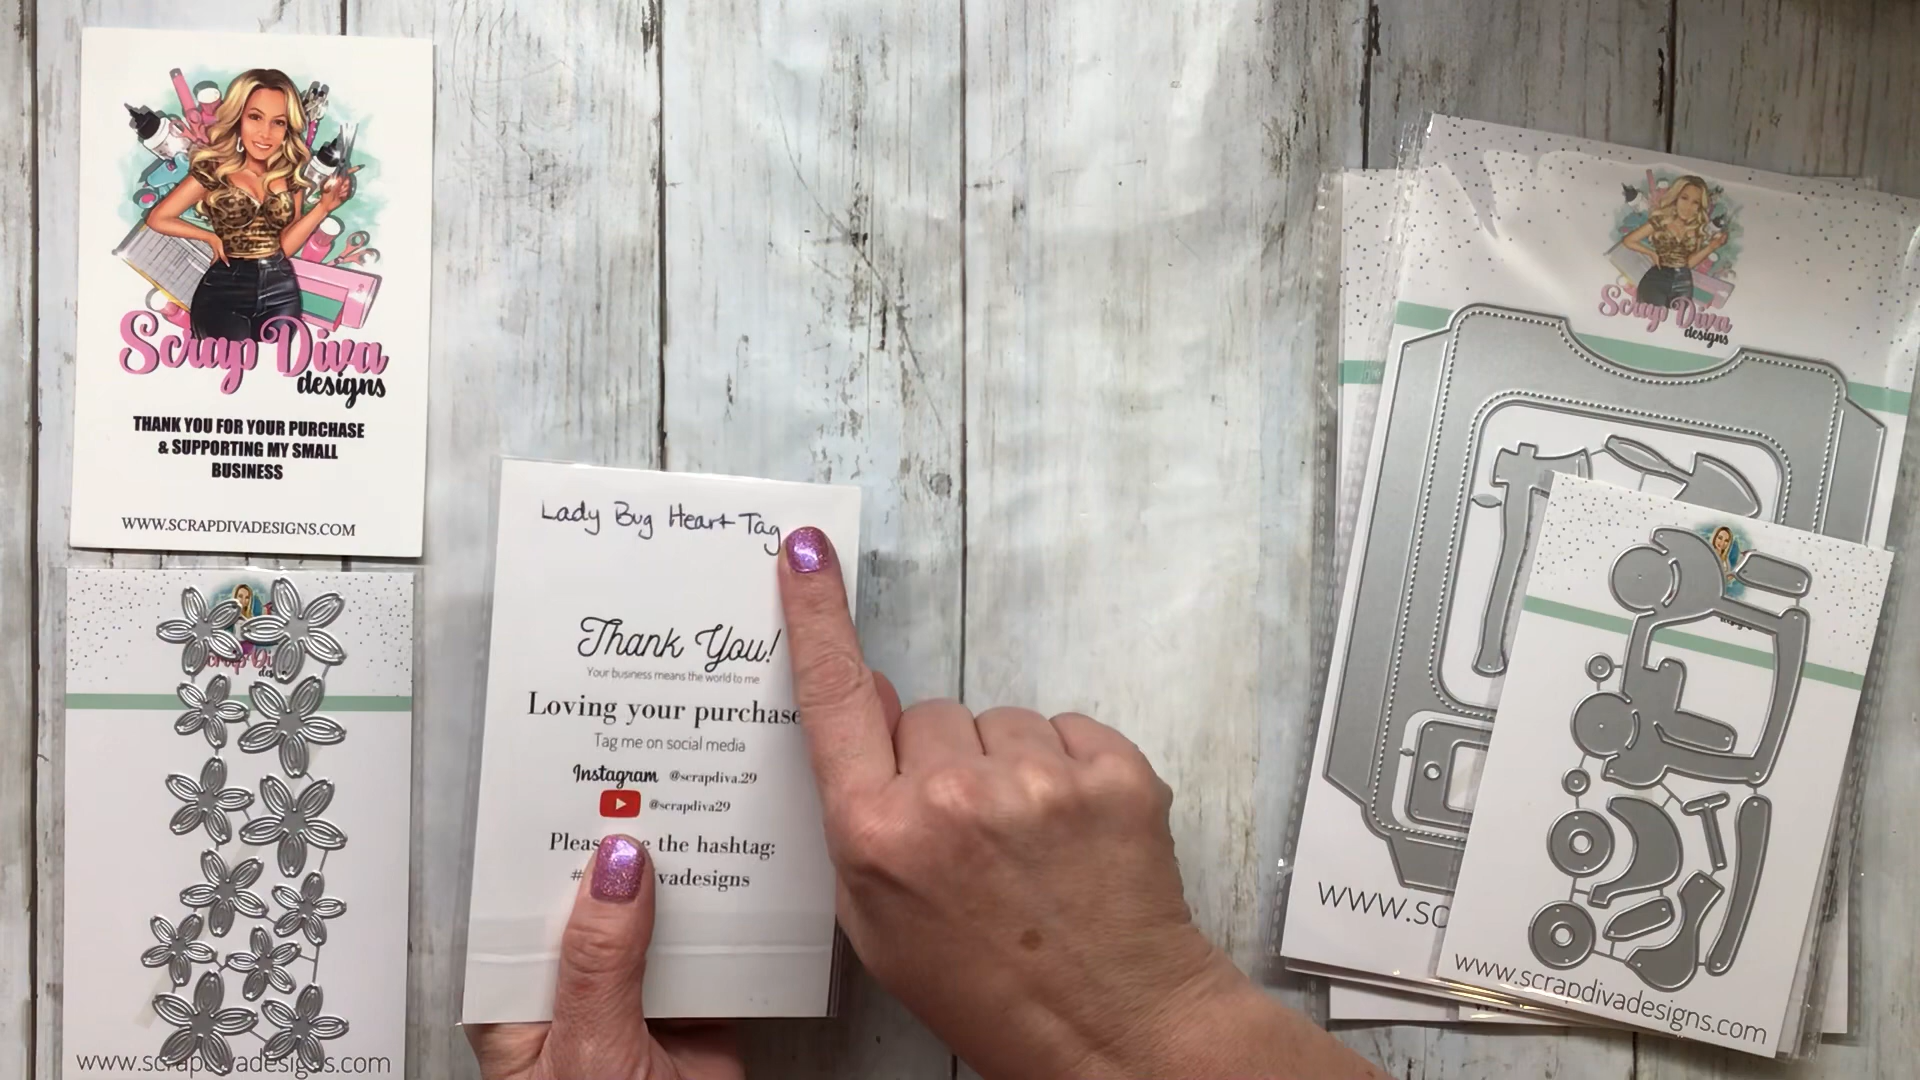 Scrap Diva
designs
THANK YOU FOR YOUR PURCHASE
& SUPPORTING MY SMALL
BUSINESS
WWW.SCRAPDIVADESIGNS.COM
www.scrapdivadesigns.com
Lady Bug Heart Tag
Thank You!
Your business means the world to me
Loving your purchase
Tag me on social media
Instagram @scrapdiva.29
@scrapdiva29
the hashtag:
vadesigns
Scrap Diva
designs
www.sc
www.scrapdivadesigns.com